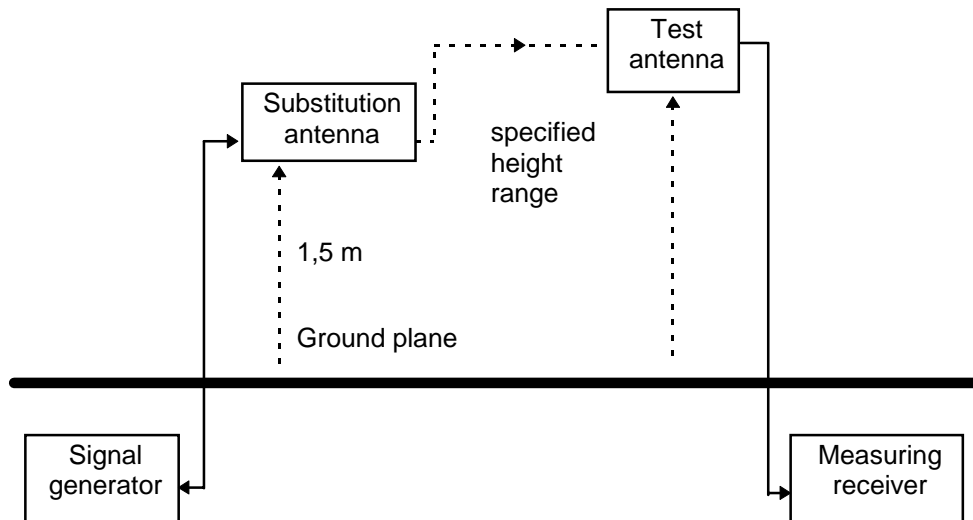 Test
antenna
Substitution
antenna
specified
height
range
1,5 m
Ground plane
Signal
generator
Measuring
receiver